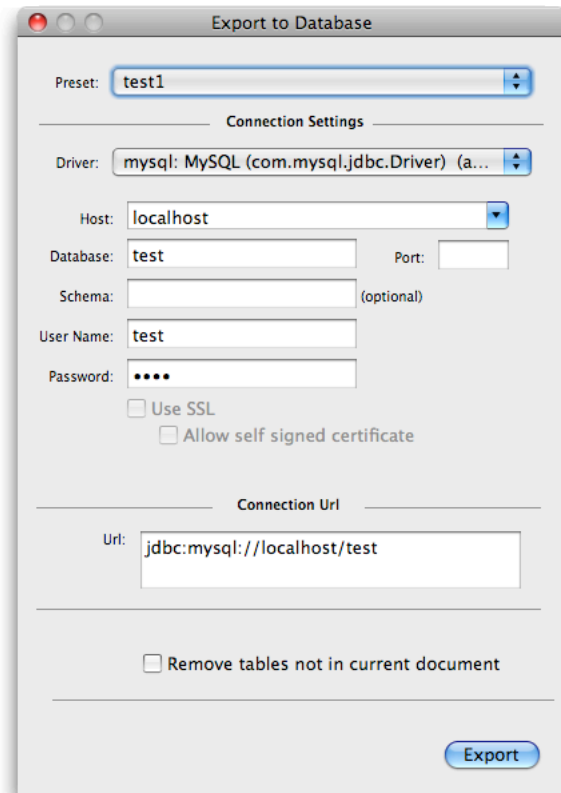 Export to Database
Preset: test1
Connection Settings
Driver: mysql: MySQL (com.mysql.jdbc.Driver) (a...
Host: localhost
Database: test Port:
Schema: (optional)
User Name: test
Password: ••••
Use SSL
Allow self signed certificate
Connection Url
Url: jdbc:mysql://localhost/test
Remove tables not in current document
Export